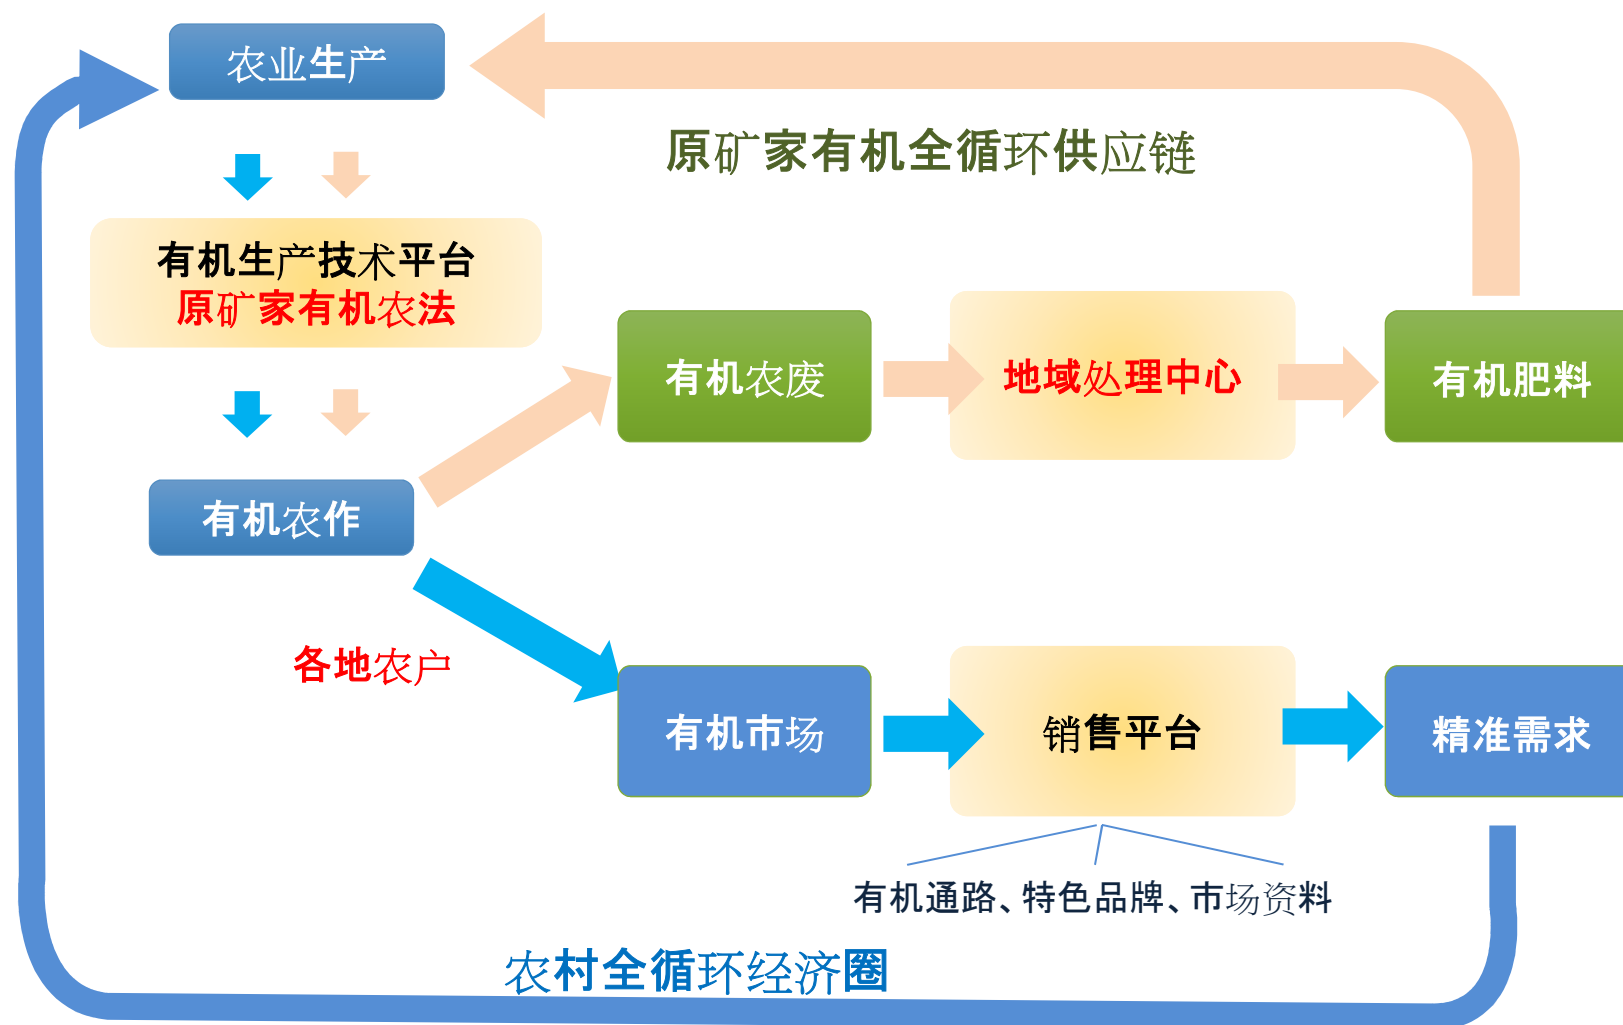 农业生产
原矿家有机全循环供应链
有机生产技术平台
原矿家有机农法
有机农废
地域处理中心
有机肥料
有机农作
各地农户
有机市场
销售平台
精准需求
有机通路、特色品牌、市场资料
农村全循环经济圈